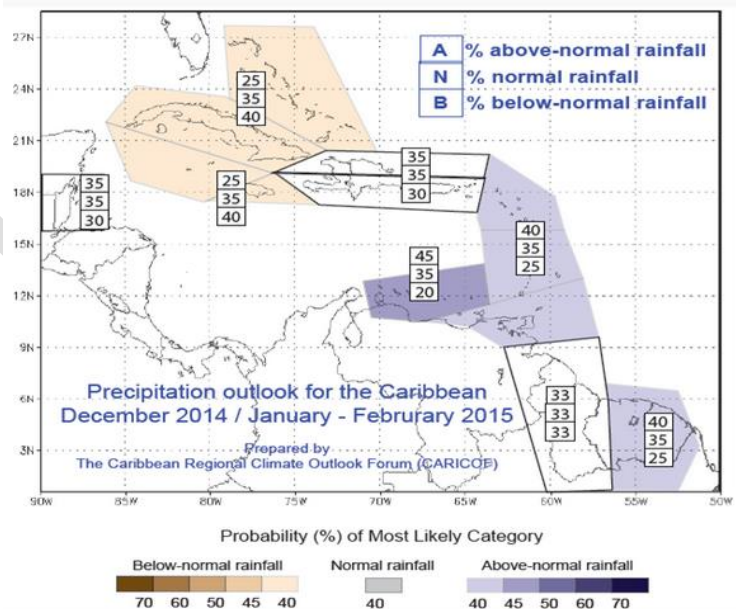 27N
24N
21N
18N
15N
12N
9N
6N
3N
A % above-normal rainfall
N % normal rainfall
B % below-normal rainfall
25
35
40
35
35
30
25
35
40
35
35
30
40
35
25
45
35
20
33
33
33
40
35
25
Precipitation outlook for the Caribbean
December 2014 / January - Februrary 2015
Prepared by
The Caribbean Regional Climate Outlook Forum (CARICOF)
90W 85W 80W 75W 70W 65W 60W 55W 50W
Probability (%) of Most Likely Category
Below-normal rainfall Normal rainfall Above-normal rainfall
70 60 50 45 40 40 40 45 50 60 70